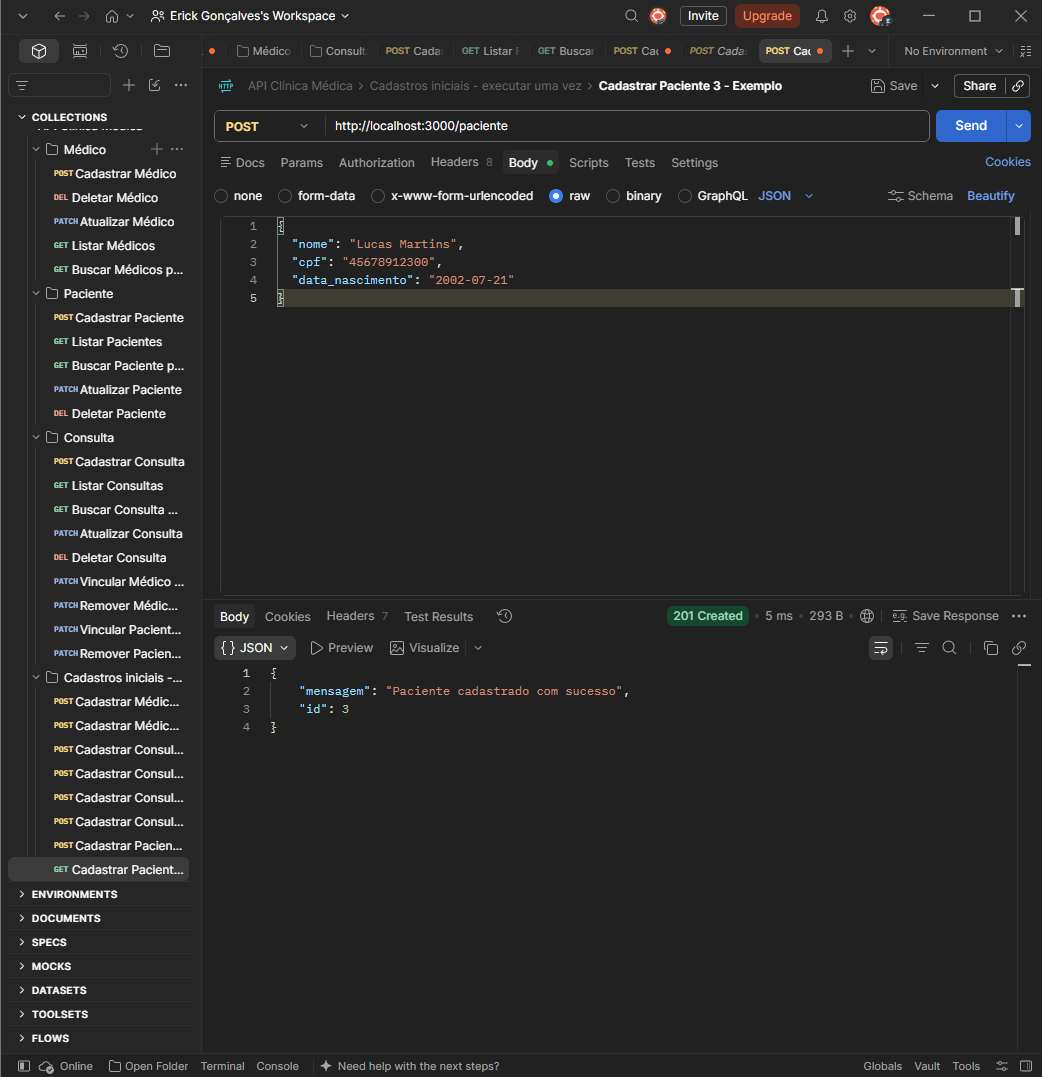 Erick Gonçalves's Workspace
Invite
Upgrade
Médico
Consult
POST Cada
GET Listar
GET Buscar
POST Cac
POST Cada
POST Cac
No Environment
HTTP
API Clínica Médica
Cadastros iniciais - executar uma vez
Cadastrar Paciente 3 - Exemplo
Save
Share
COLLECTIONS
API Clínica Médica
Médico
POST Cadastrar Médico
DEL Deletar Médico
PATCH Atualizar Médico
GET Listar Médicos
GET Buscar Médicos p...
Paciente
POST Cadastrar Paciente
GET Listar Pacientes
GET Buscar Paciente p...
PATCH Atualizar Paciente
DEL Deletar Paciente
Consulta
POST Cadastrar Consulta
GET Listar Consultas
GET Buscar Consulta ...
PATCH Atualizar Consulta
DEL Deletar Consulta
PATCH Vincular Médico ...
PATCH Remover Médic...
PATCH Vincular Pacient...
PATCH Remover Pacien...
Cadastros iniciais -...
POST Cadastrar Médic...
POST Cadastrar Médic...
POST Cadastrar Consul...
POST Cadastrar Consul...
POST Cadastrar Consul...
POST Cadastrar Consul...
POST Cadastrar Pacien...
GET Cadastrar Pacient...
ENVIRONMENTS
DOCUMENTS
SPECS
MOCKS
DATASETS
TOOLSETS
FLOWS
POST
http://localhost:3000/paciente
Send
Docs
Params
Authorization
Headers 8
Body
Scripts
Tests
Settings
Cookies
none
form-data
x-www-form-urlencoded
raw
binary
GraphQL
JSON
Schema
Beautify
1 {
2 "nome": "Lucas Martins",
3 "cpf": "45678912300",
4 "data_nascimento": "2002-07-21"
5 }
Body
Cookies
Headers 7
Test Results
201 Created
5 ms
293 B
e.g. Save Response
{} JSON
Preview
Visualize
1 {
2 "mensagem": "Paciente cadastrado com sucesso",
3 "id": 3
4 }
Online
Open Folder
Terminal
Console
Need help with the next steps?
Globals
Vault
Tools